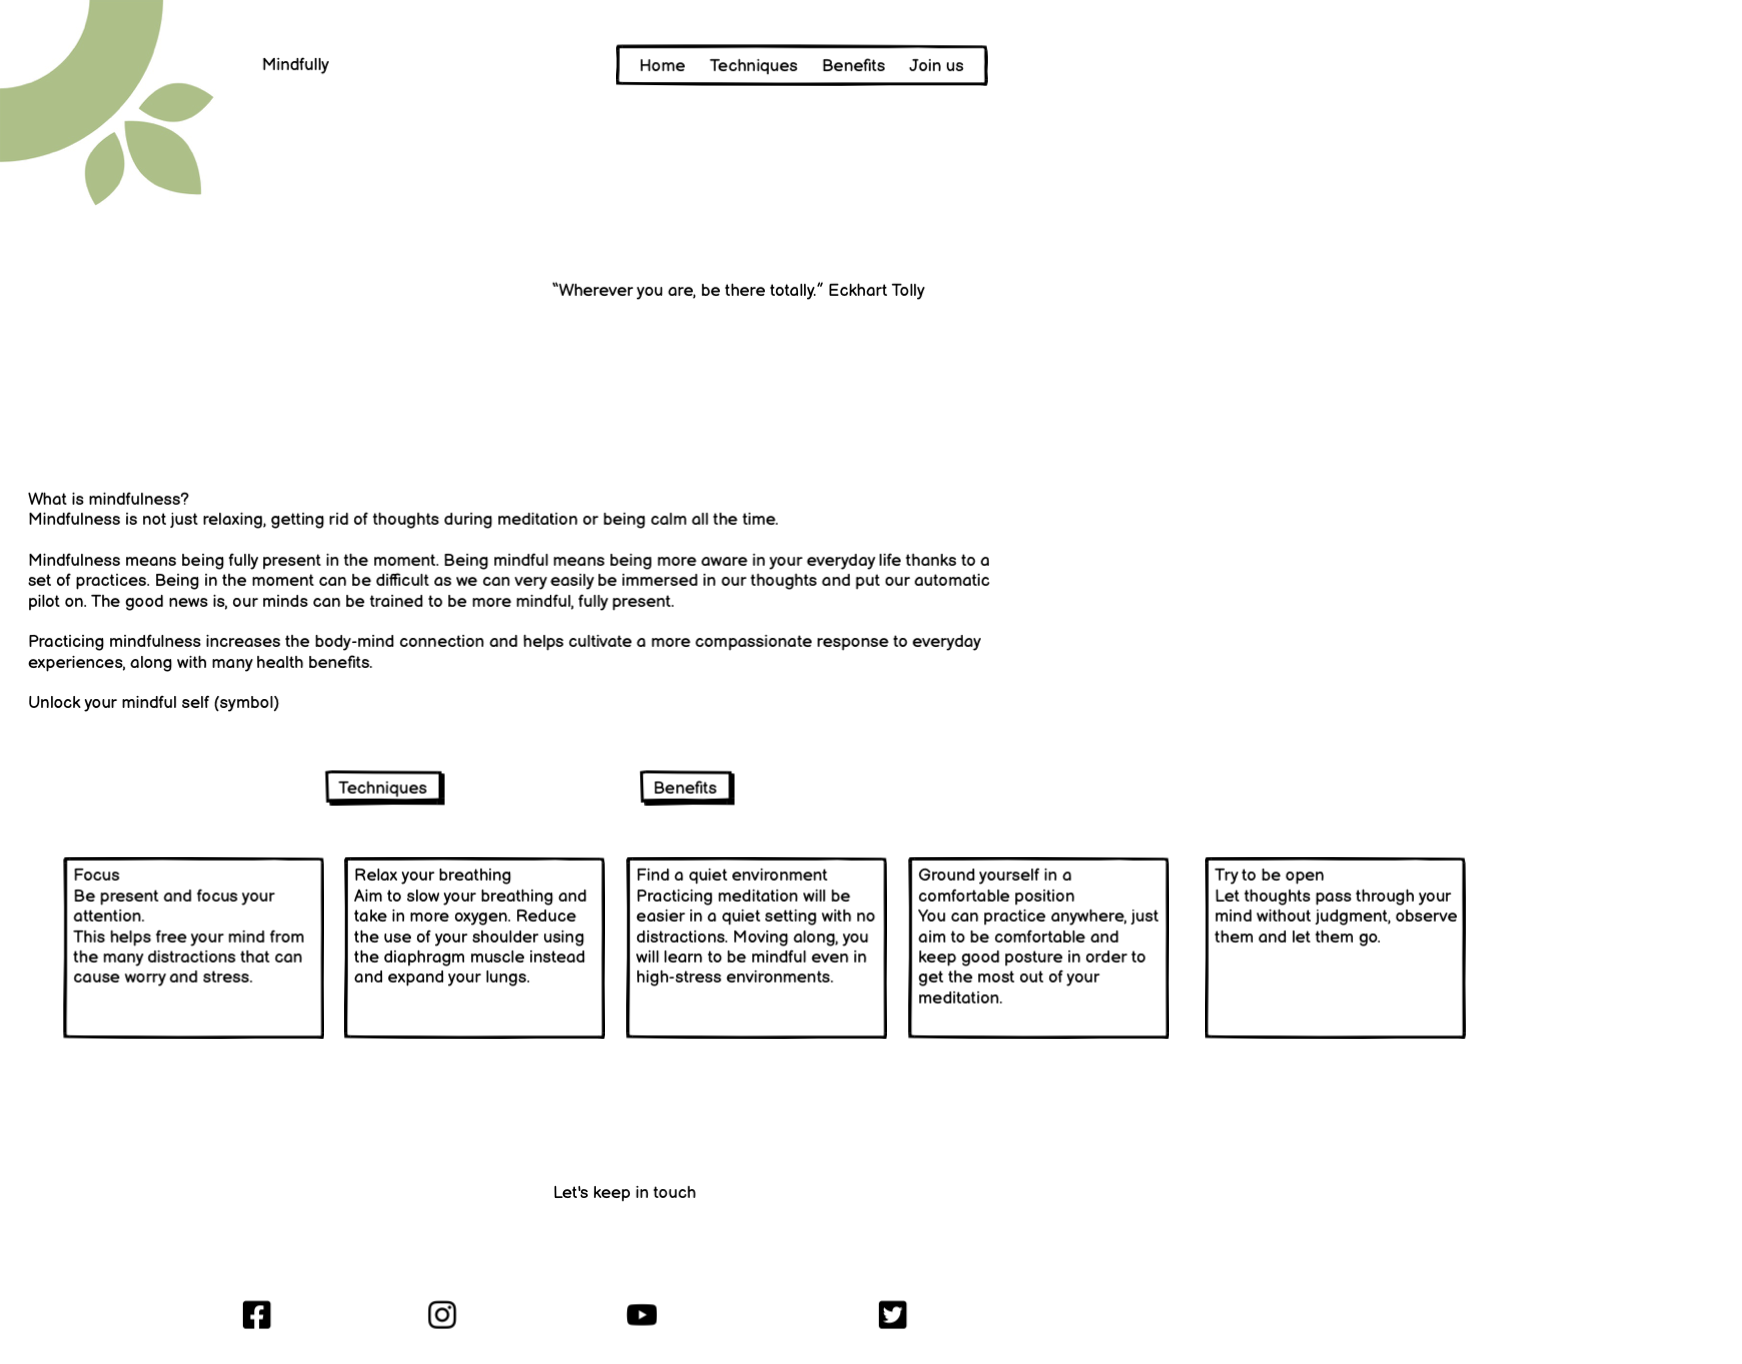 Mindfully
Home Techniques Benefits Join us
“Wherever you are, be there totally.” Eckhart Tolly
What is mindfulness?
Mindfulness is not just relaxing, getting rid of thoughts during meditation or being calm all the time.
Mindfulness means being fully present in the moment. Being mindful means being more aware in your everyday life thanks to a
set of practices. Being in the moment can be difficult as we can very easily be immersed in our thoughts and put our automatic
pilot on. The good news is, our minds can be trained to be more mindful, fully present.
Practicing mindfulness increases the body-mind connection and helps cultivate a more compassionate response to everyday
experiences, along with many health benefits.
Unlock your mindful self (symbol)
Techniques
Benefits
Focus
Be present and focus your
attention.
This helps free your mind from
the many distractions that can
cause worry and stress.
Relax your breathing
Aim to slow your breathing and
take in more oxygen. Reduce
the use of your shoulder using
the diaphragm muscle instead
and expand your lungs.
Find a quiet environment
Practicing meditation will be
easier in a quiet setting with no
distractions. Moving along, you
will learn to be mindful even in
high-stress environments.
Ground yourself in a
comfortable position
You can practice anywhere, just
aim to be comfortable and
keep good posture in order to
get the most out of your
meditation.
Try to be open
Let thoughts pass through your
mind without judgment, observe
them and let them go.
Let's keep in touch